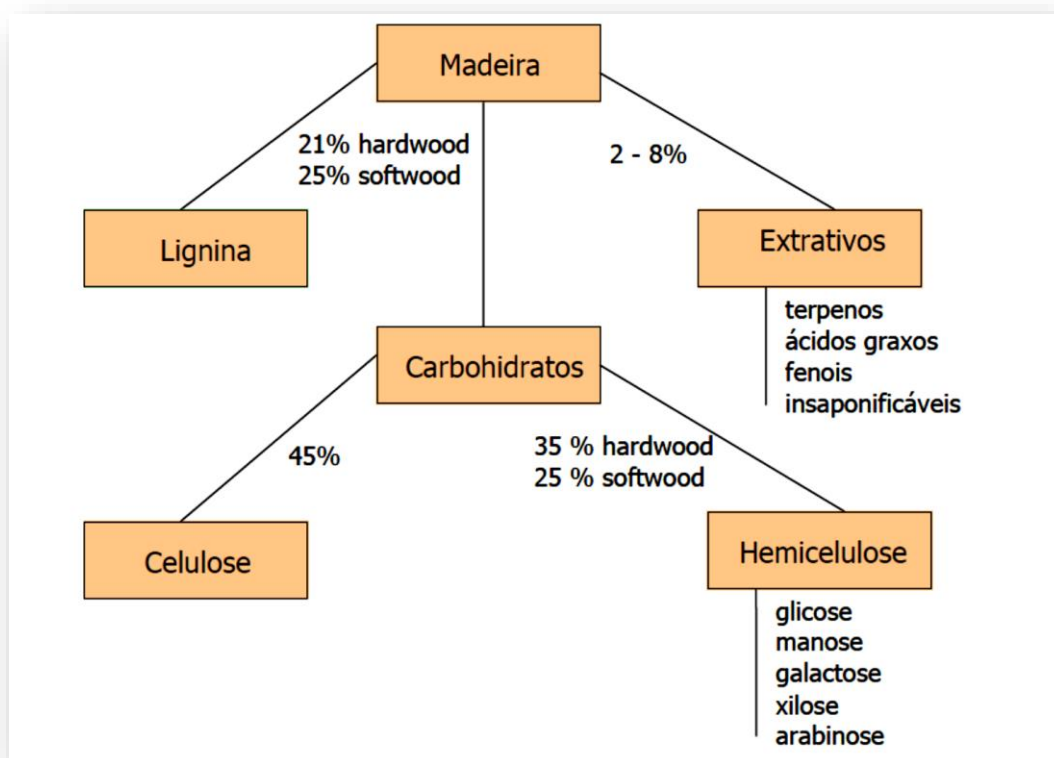 Madeira
21% hardwood
25% softwood
2 - 8%
Lignina
Extrativos
terpenos
ácidos graxos
fenois
insaponificáveis
Carbohidratos
45%
35 % hardwood
25 % softwood
Celulose
Hemicelulose
glicose
manose
galactose
xilose
arabinose